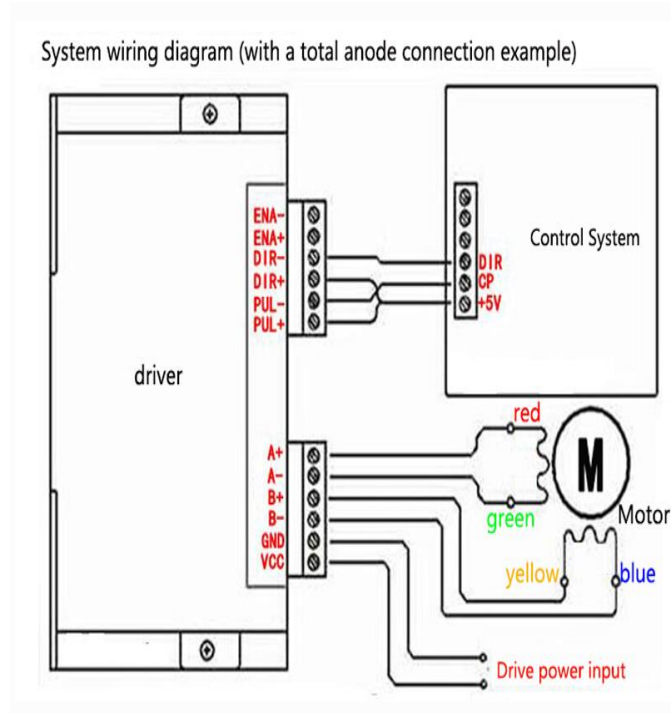 System wiring diagram (with a total anode connection example)
ENA-
ENA+
DIR-
DIR+
PUL-
PUL+
driver
Control System
DIR
CP
+5V
A+
A-
B+
B-
GND
VCC
red
green
M
Motor
yellow
blue
Drive power input